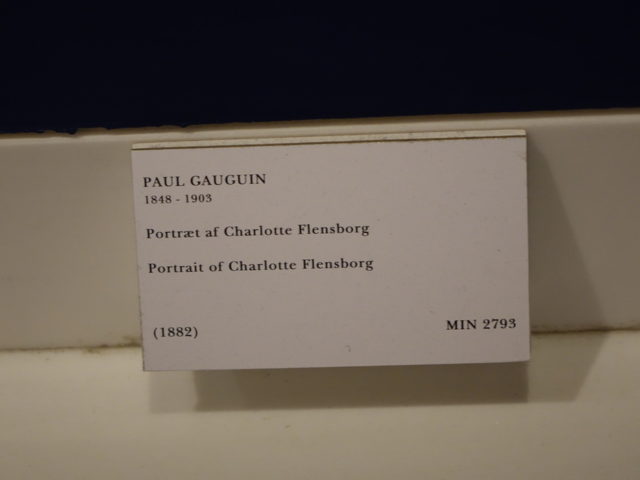 PAUL GAUGUIN
1848 - 1903
Portræt af Charlotte Flensborg
Portrait of Charlotte Flensborg
(1882) MIN 2793